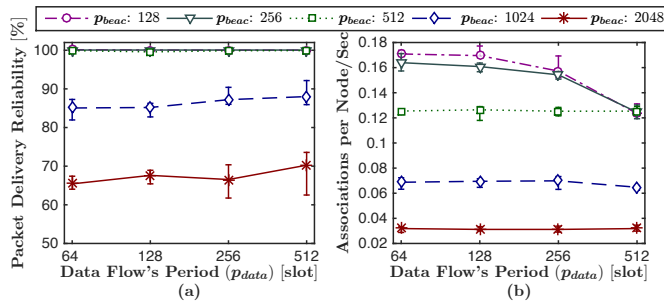 p_beac: 128 p_beac: 256 p_beac: 512 p_beac: 1024 p_beac: 2048
Packet Delivery Reliability [%]
100
90
80
70
60
50
64 128 256 512
Data Flow's Period (p_data) [slot]
(a)
Associations per Node/Sec
0.18
0.16
0.14
0.12
0.1
0.08
0.06
0.04
0.02
64 128 256 512
Data Flow's Period (p_data) [slot]
(b)